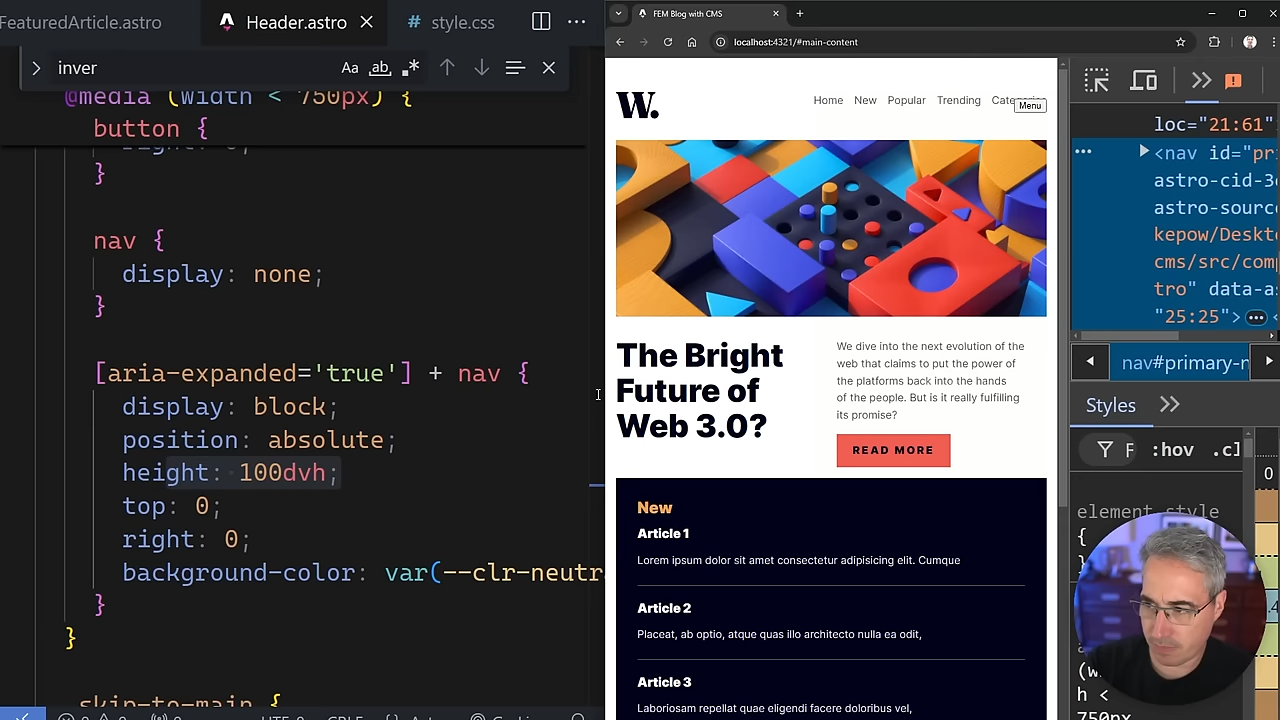 FeaturedArticle.astro
Header.astro
style.css
inver
Aa
ab
@media (width < 750px) {
button {
}
nav {
display: none;
}
[aria-expanded='true'] + nav {
display: block;
position: absolute;
height: 100dvh;
top: 0;
right: 0;
background-color: var(--clr-neutr
}
}
FEM Blog with CMS
localhost:4321/#main-content
W.
Home
New
Popular
Trending
Menu
The Bright
Future of
Web 3.0?
We dive into the next evolution of the
web that claims to put the power of
the platforms back into the hands
of the people. But is it really fulfilling
its promise?
READ MORE
New
Article 1
Lorem ipsum dolor sit amet consectetur adipisicing elit. Cumque
Article 2
Placeat, ab optio, atque quas illo architecto nulla ea odit,
Article 3
Laboriosam repellat quae eligendi facere doloribus vel,
loc="21:61"
<nav id="pri
astro-cid-3
astro-sourc
kepow/Deskt
cms/src/com
tro" data-as
"25:25">
nav#primary-n
Styles
F
:hov
.cl
0
element.style
{
(w
h <
750px